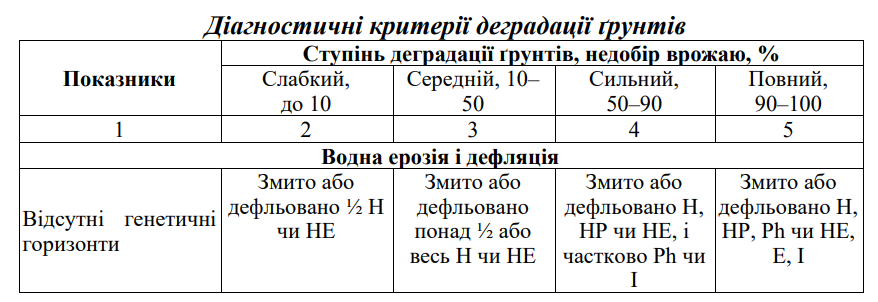 Діагностичні критерії деградації ґрунтів
Показники
Ступінь деградації ґрунтів, недобір врожаю, %
Слабкий,
до 10
Середній, 10–
50
Сильний,
50–90
Повний,
90–100
1 2 3 4 5
Водна ерозія і дефляція
Відсутні генетичні
горизонти
Змито або
дефльовано ½ Н
чи НЕ
Змито або
дефльовано
понад ½ або
весь Н чи НЕ
Змито або
дефльовано Н,
НР чи НЕ, і
частково Ph чи
І
Змито або
дефльовано Н,
НР, Ph чи НЕ,
Е, І